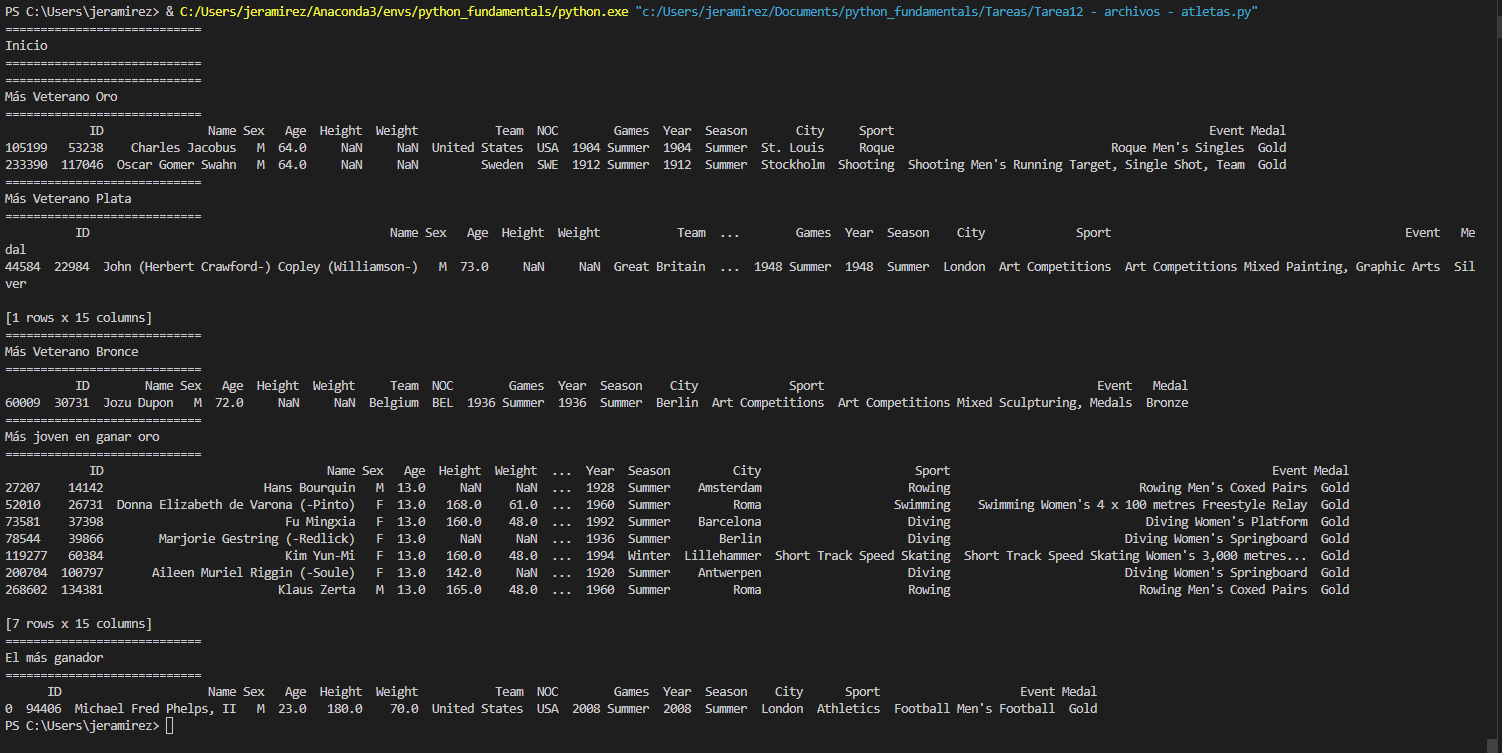 PS C:\Users\jeramirez> & C:/Users/jeramirez/Anaconda3/envs/python_fundamentals/python.exe "c:/Users/jeramirez/Documents/python_fundamentals/Tareas/Tarea12 - archivos - atletas.py"
============================
Inicio
============================
============================
Más Veterano Oro
============================
ID Name Sex Age Height Weight Team NOC Games Year Season City Sport Event Medal
105199 53238 Charles Jacobus M 64.0 NaN NaN United States USA 1904 Summer 1904 Summer St. Louis Roque Roque Men's Singles Gold
233390 117046 Oscar Gomer Swahn M 64.0 NaN NaN Sweden SWE 1912 Summer 1912 Summer Stockholm Shooting Shooting Men's Running Target, Single Shot, Team Gold
============================
Más Veterano Plata
============================
ID Name Sex Age Height Weight Team ... Games Year Season City Sport Event Me
dal
44584 22984 John (Herbert Crawford-) Copley (Williamson-) M 73.0 NaN NaN Great Britain ... 1948 Summer 1948 Summer London Art Competitions Art Competitions Mixed Painting, Graphic Arts Sil
ver
[1 rows x 15 columns]
============================
Más Veterano Bronce
============================
ID Name Sex Age Height Weight Team NOC Games Year Season City Sport Event Medal
60009 30731 Jozu Dupon M 72.0 NaN NaN Belgium BEL 1936 Summer 1936 Summer Berlin Art Competitions Art Competitions Mixed Sculpturing, Medals Bronze
============================
Más joven en ganar oro
============================
ID Name Sex Age Height Weight ... Year Season City Sport Event Medal
27207 14142 Hans Bourquin M 13.0 NaN NaN ... 1928 Summer Amsterdam Rowing Rowing Men's Coxed Pairs Gold
52010 26731 Donna Elizabeth de Varona (-Pinto) F 13.0 168.0 61.0 ... 1960 Summer Roma Swimming Swimming Women's 4 x 100 metres Freestyle Relay Gold
73581 37398 Fu Mingxia F 13.0 160.0 48.0 ... 1992 Summer Barcelona Diving Diving Women's Platform Gold
78544 39866 Marjorie Gestring (-Redlick) F 13.0 NaN NaN ... 1936 Summer Berlin Diving Diving Women's Springboard Gold
119277 60384 Kim Yun-Mi F 13.0 160.0 48.0 ... 1994 Winter Lillehammer Short Track Speed Skating Short Track Speed Skating Women's 3,000 metres... Gold
200704 100797 Aileen Muriel Riggin (-Soule) F 13.0 142.0 NaN ... 1920 Summer Antwerpen Diving Diving Women's Springboard Gold
268602 134381 Klaus Zerta M 13.0 165.0 48.0 ... 1960 Summer Roma Rowing Rowing Men's Coxed Pairs Gold
[7 rows x 15 columns]
============================
El más ganador
============================
ID Name Sex Age Height Weight Team NOC Games Year Season City Sport Event Medal
0 94406 Michael Fred Phelps, II M 23.0 180.0 70.0 United States USA 2008 Summer 2008 Summer London Athletics Football Men's Football Gold
PS C:\Users\jeramirez>